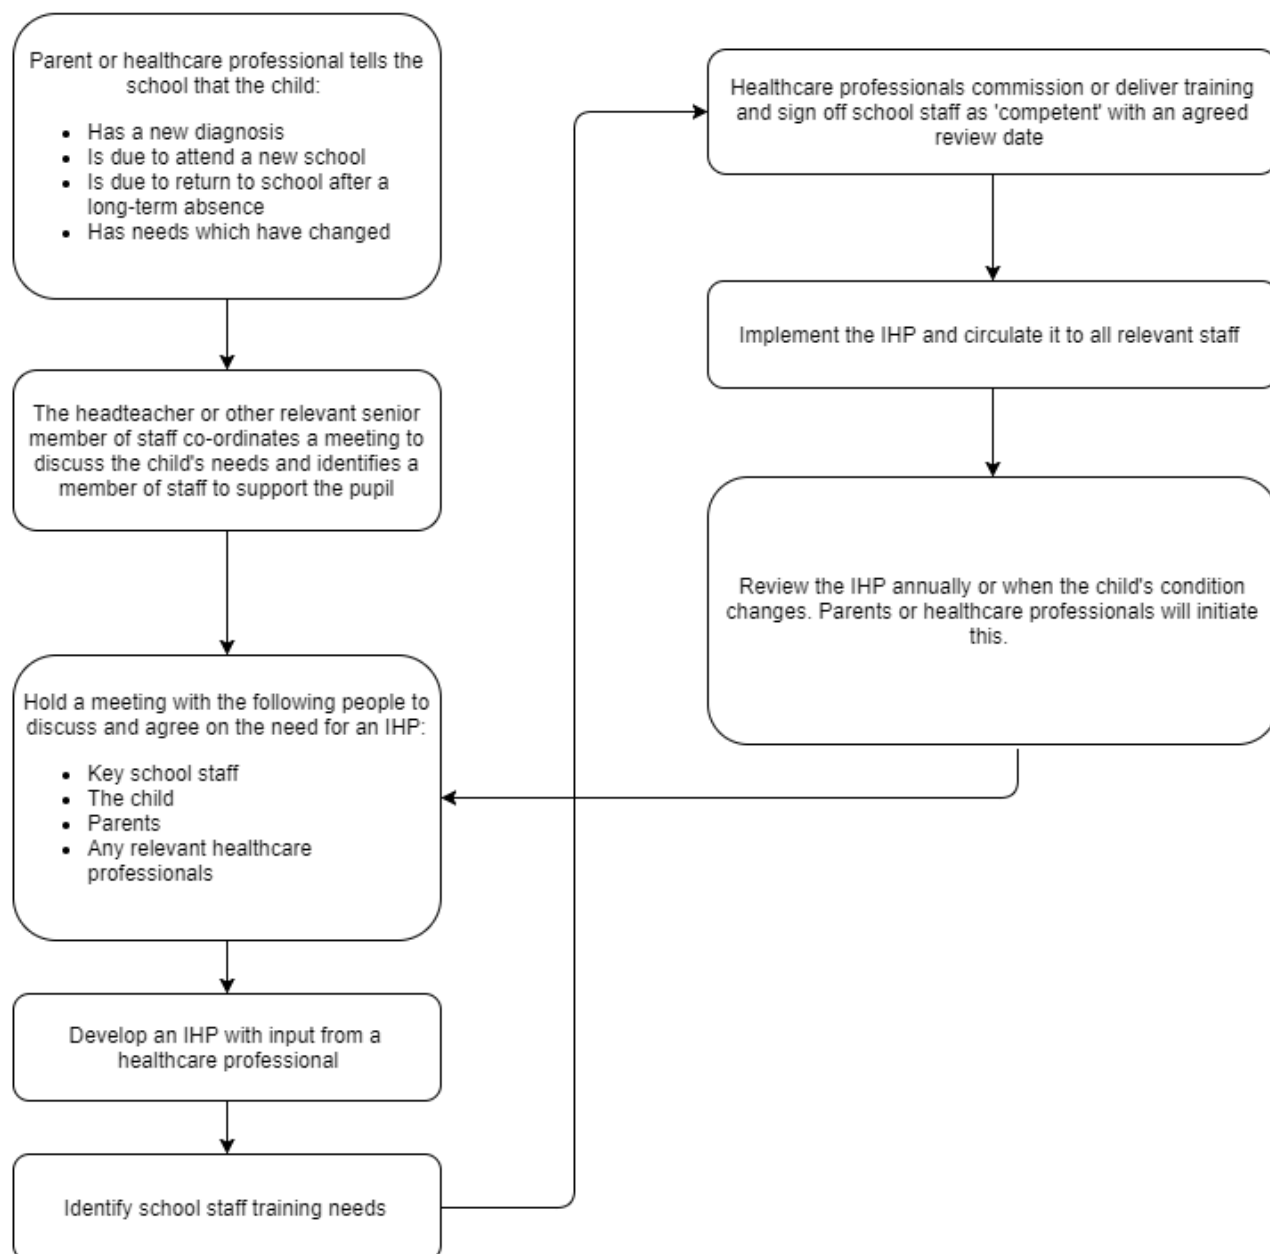 Parent or healthcare professional tells the
school that the child:
• Has a new diagnosis
• Is due to attend a new school
• Is due to return to school after a
long-term absence
• Has needs which have changed
The headteacher or other relevant senior
member of staff co-ordinates a meeting to
discuss the child's needs and identifies a
member of staff to support the pupil
Hold a meeting with the following people to
discuss and agree on the need for an IHP:
• Key school staff
• The child
• Parents
• Any relevant healthcare
professionals
Develop an IHP with input from a
healthcare professional
Identify school staff training needs
Healthcare professionals commission or deliver training
and sign off school staff as 'competent' with an agreed
review date
Implement the IHP and circulate it to all relevant staff
Review the IHP annually or when the child's condition
changes. Parents or healthcare professionals will initiate
this.